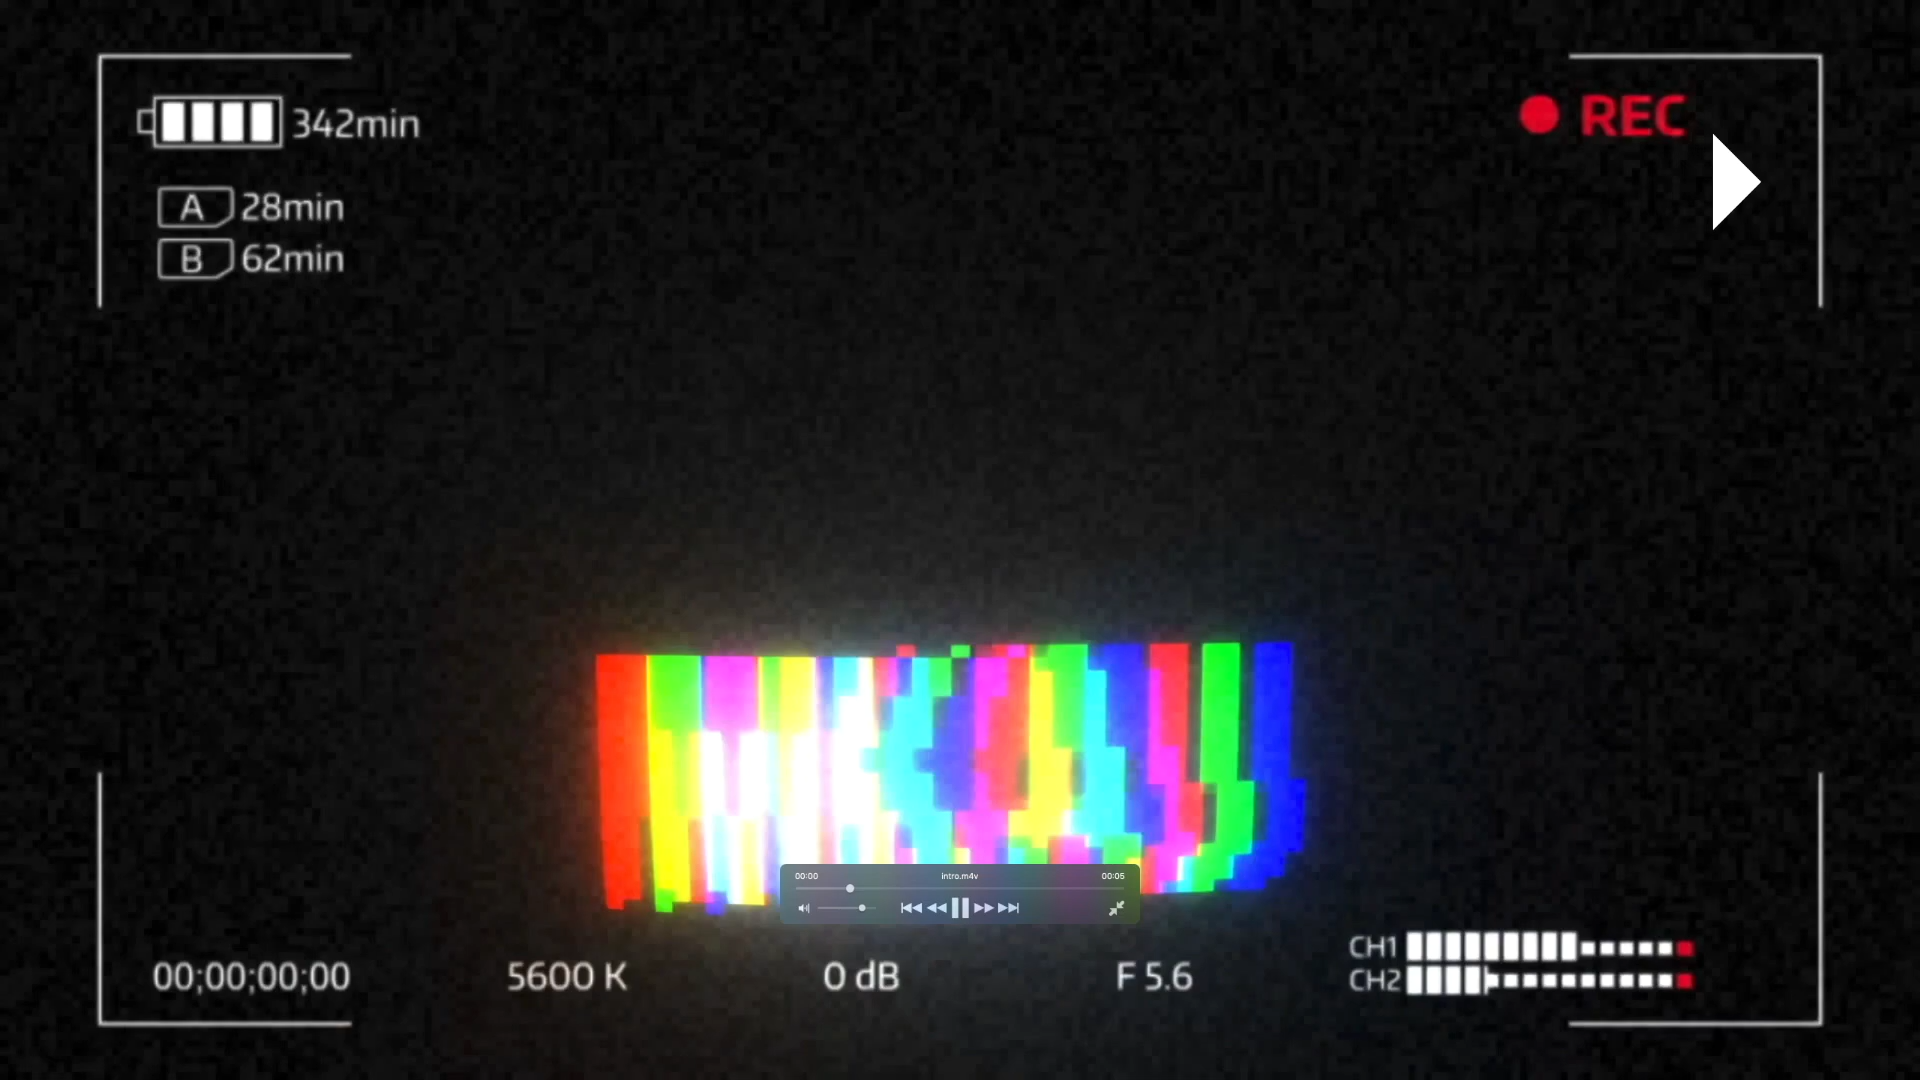 342min
REC
A 28min
B 62min
00:00 intro.m4v 00:05
CH1
CH2
00;00;00;00 5600 K 0 dB F 5.6